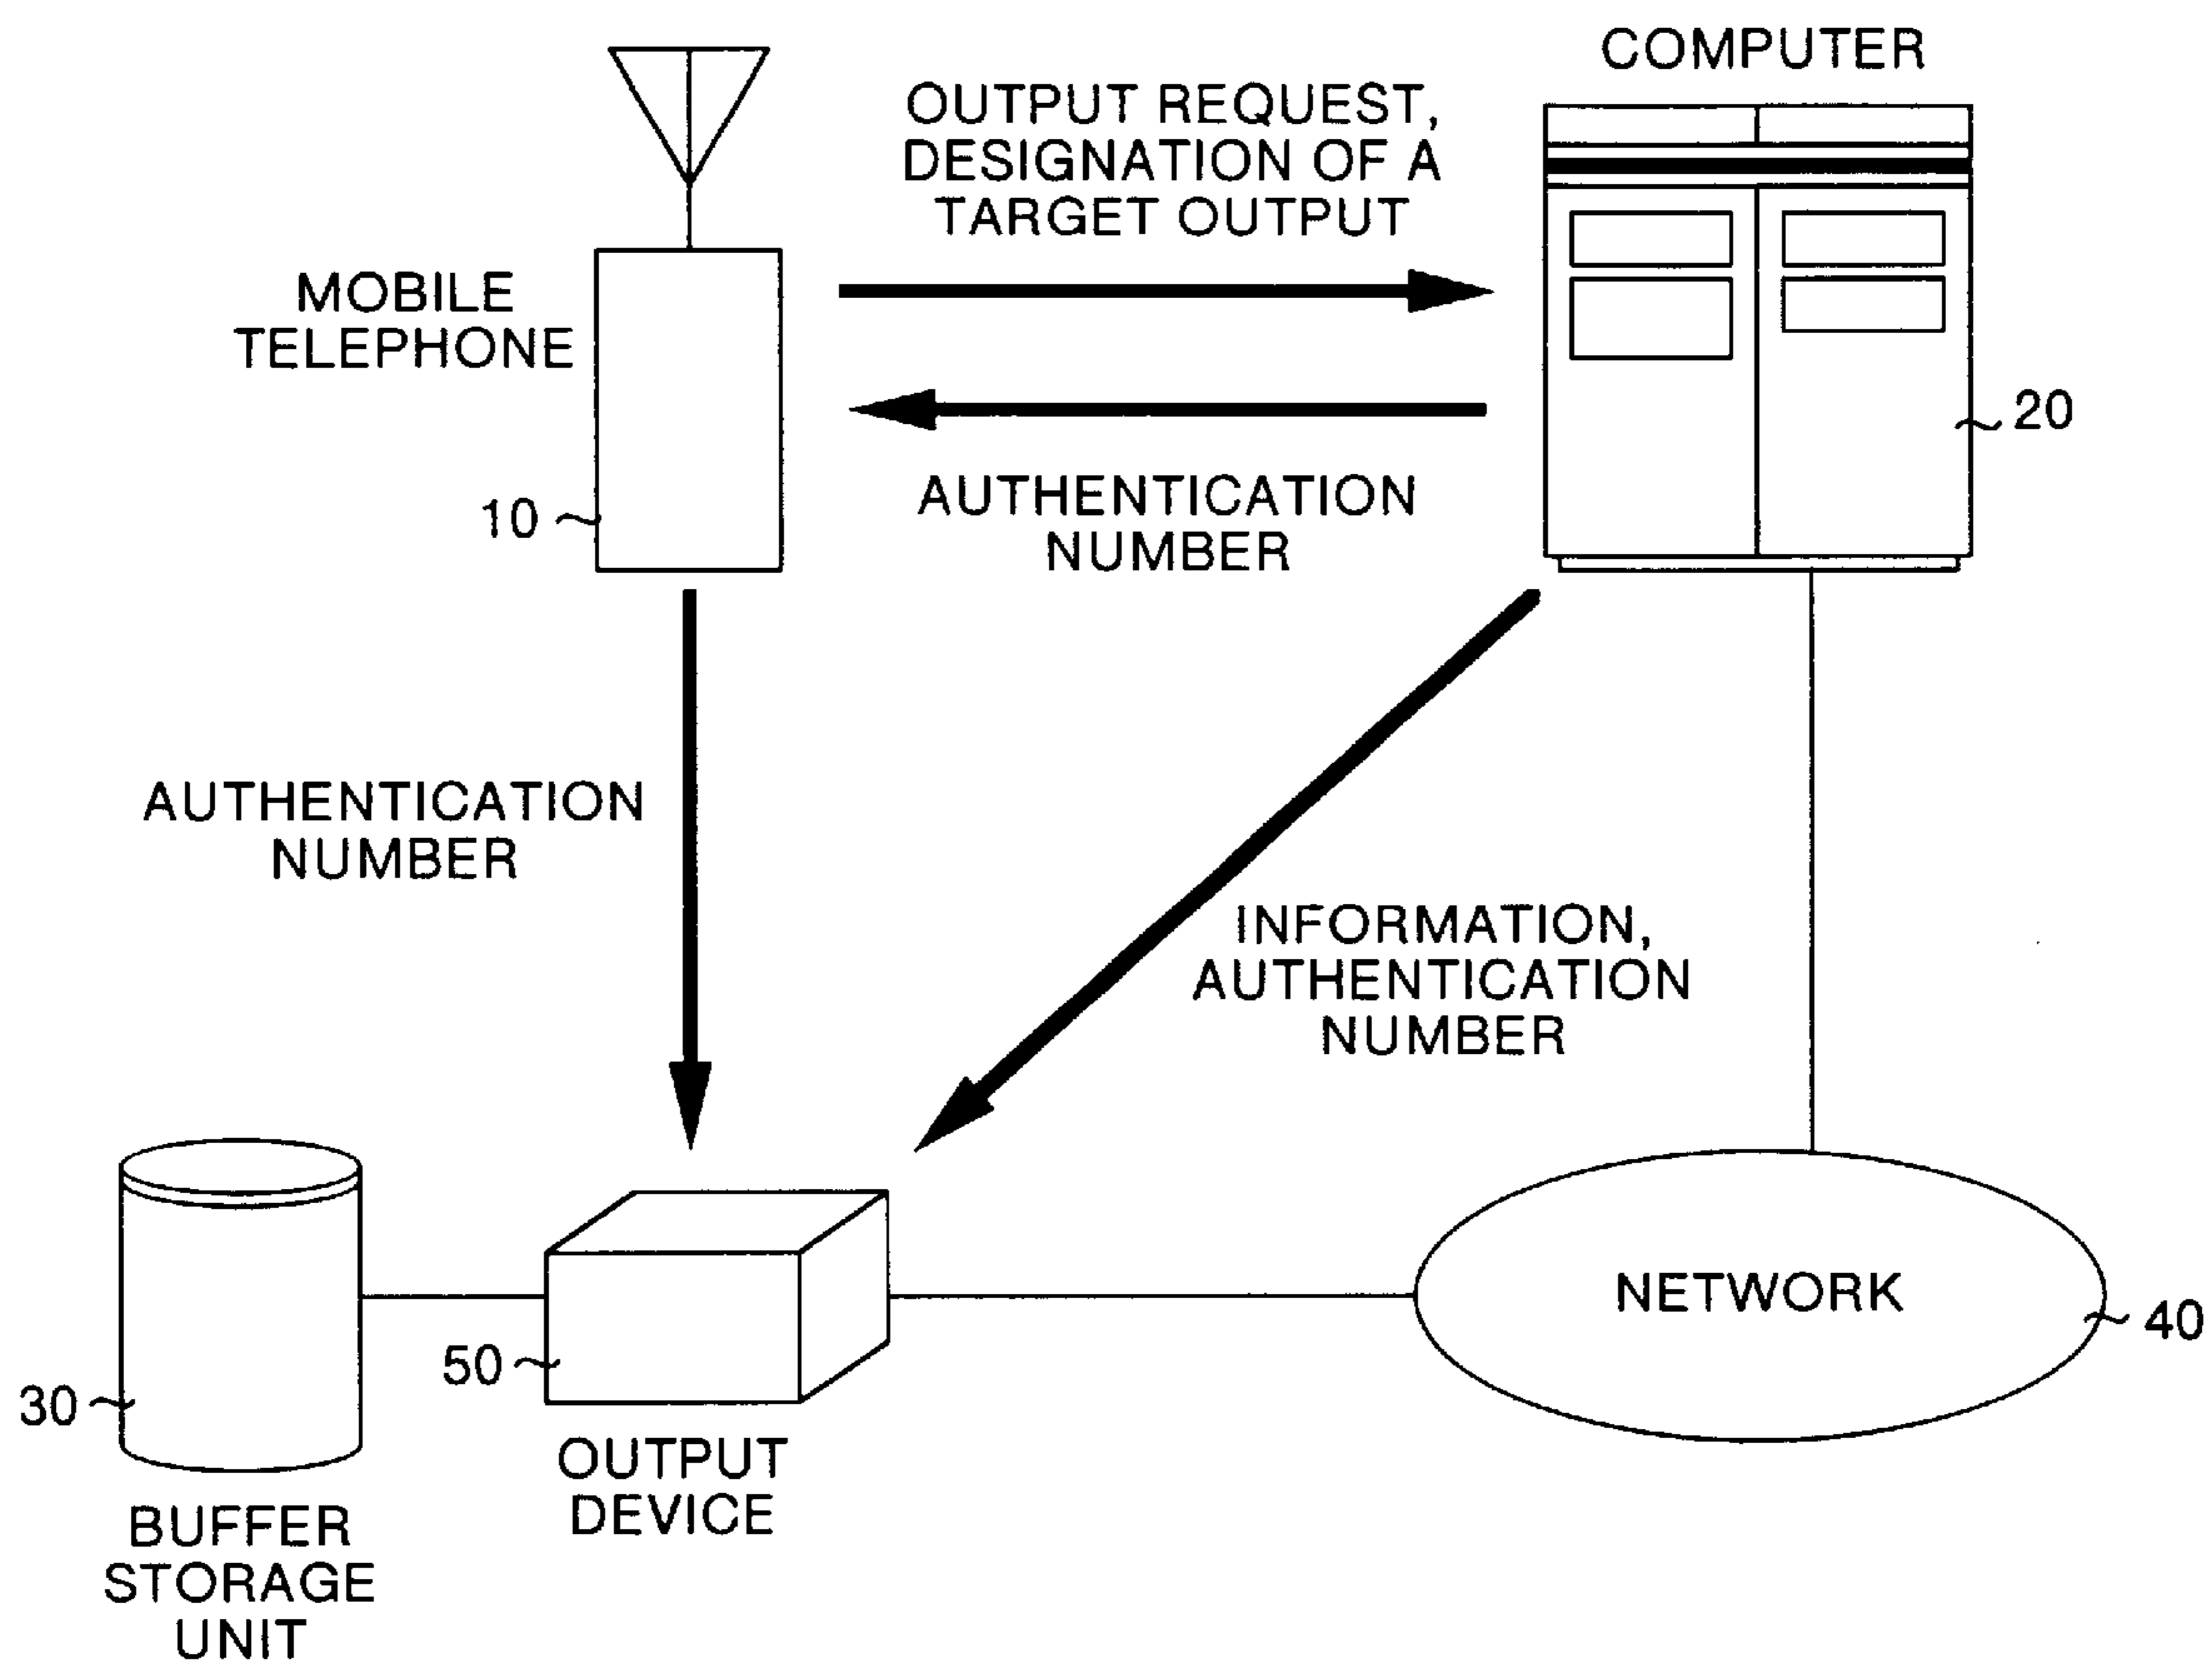 COMPUTER
OUTPUT REQUEST,
DESIGNATION OF A
TARGET OUTPUT
MOBILE
TELEPHONE
20
10
AUTHENTICATION
NUMBER
AUTHENTICATION
NUMBER
INFORMATION,
AUTHENTICATION
NUMBER
NETWORK
40
50
30
OUTPUT
DEVICE
BUFFER
STORAGE
UNIT